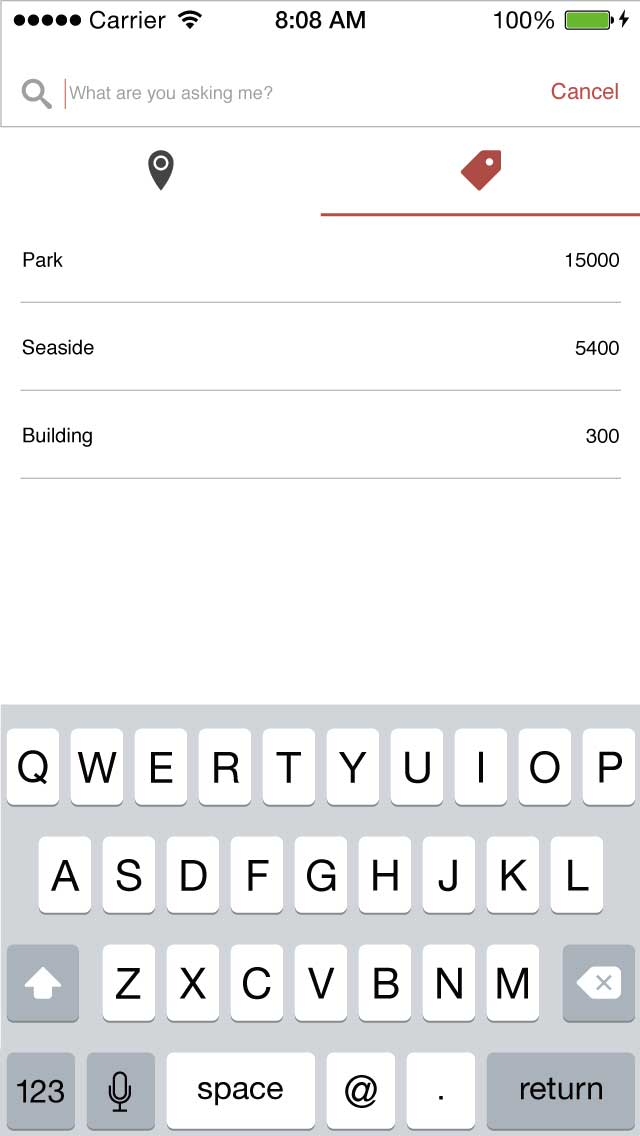 Carrier 8:08 AM 100%
What are you asking me? Cancel
Park 15000
Seaside 5400
Building 300
Q W E R T Y U I O P
A S D F G H J K L
Z X C V B N M
123 space @ . return